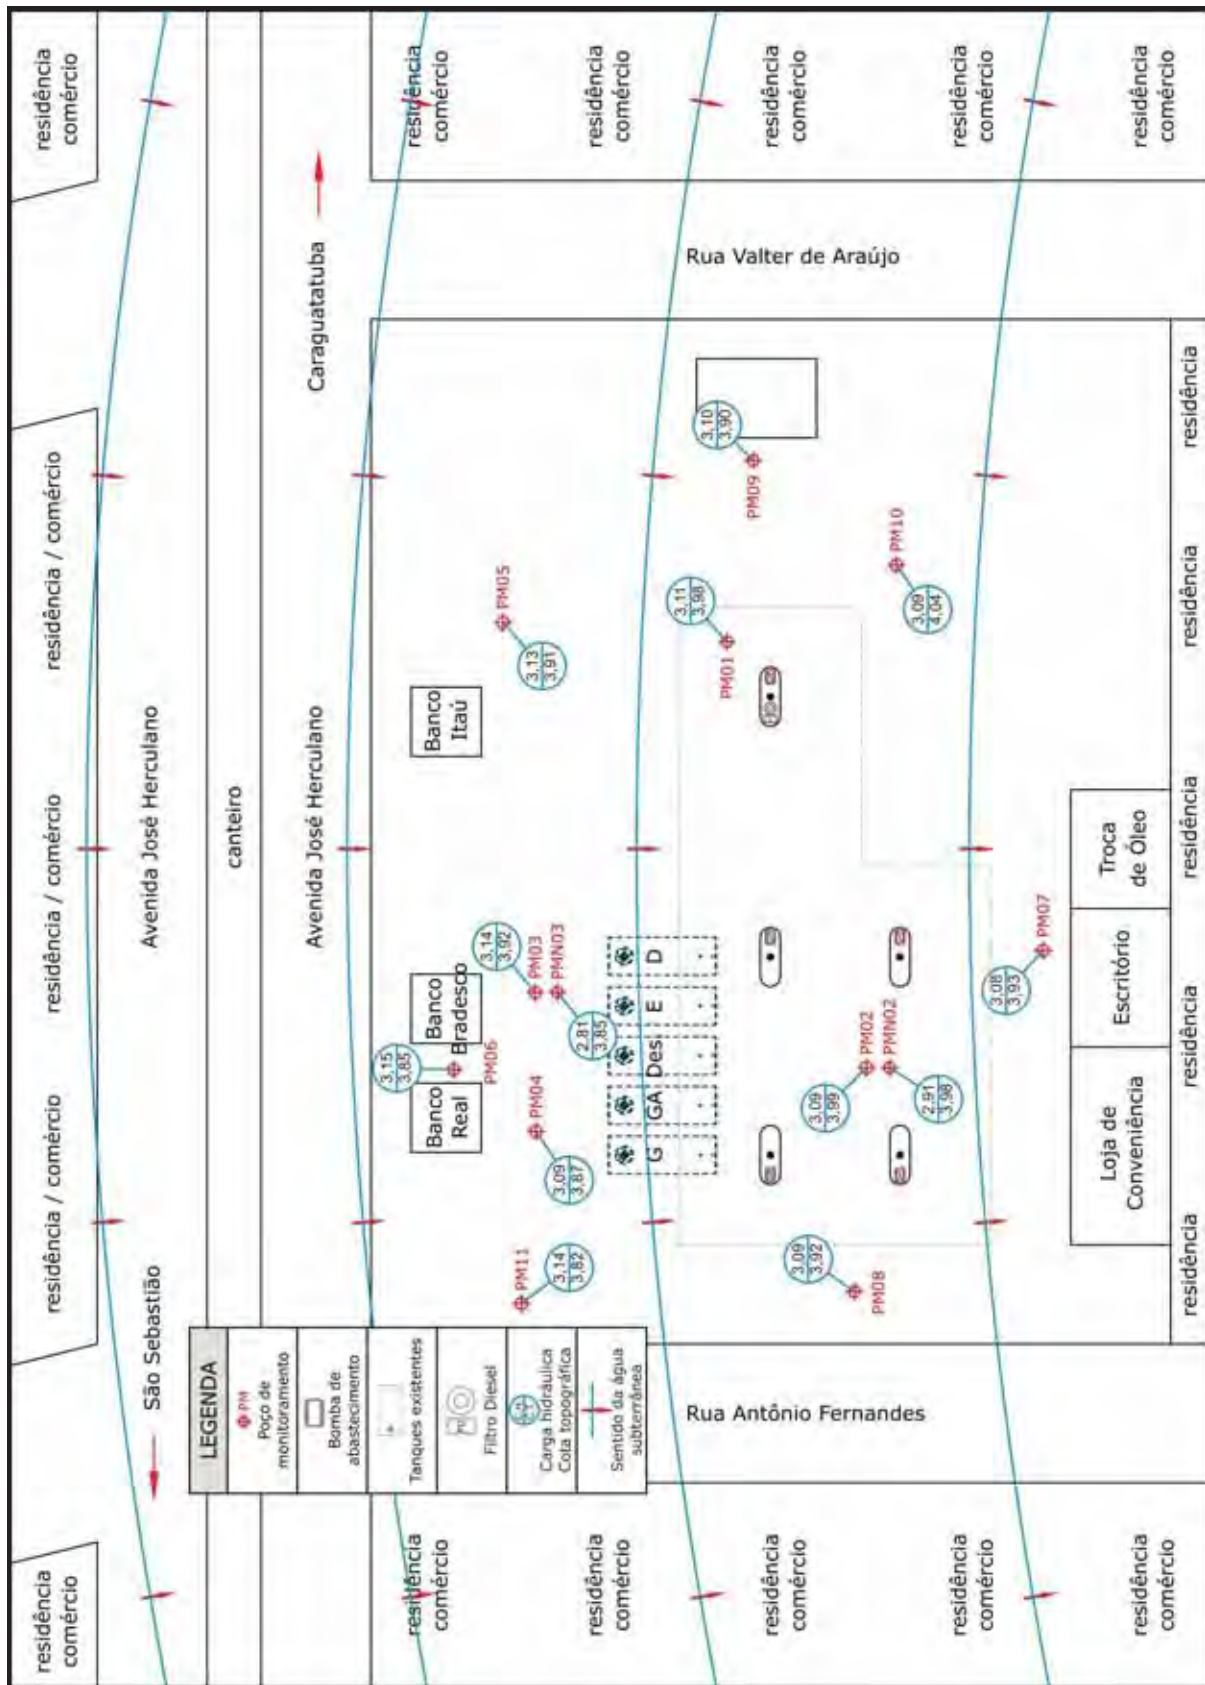 residência
comércio
residência / comércio
residência / comércio
residência / comércio
residência
comércio
São Sebastião
Avenida José Herculano
canteiro
Avenida José Herculano
Caraguatatuba
LEGENDA
PM
Poço de
monitoramento
Bomba de
abastecimento
Tanques existentes
Filtro Diesel
Carga hidráulica
Cota topográfica
Sentido da água
subterrânea
Banco
Real
Banco
Bradesco
Banco
Itaú
3,15
3,85
PM06
3,14
3,92
PM03
PMN03
2,81
3,85
PM04
3,09
3,87
PM11
3,14
3,82
PM05
3,13
3,91
G
GA
Des
E
D
3,11
3,98
PM01
3,10
3,90
PM09
PM10
3,09
4,04
PM02
PMN02
3,09
3,99
2,91
3,98
3,09
3,92
PM08
3,08
3,93
PM07
Loja de
Conveniência
Escritório
Troca
de Óleo
Rua Antônio Fernandes
Rua Valter de Araújo
residência
residência
residência
residência
residência
residência
residência
comércio
residência
comércio
residência
comércio
residência
comércio
residência
comércio
residência
comércio
residência
comércio
residência
comércio
residência
comércio
residência
comércio